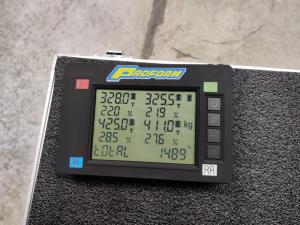 PROFORM
328.0 325.5
22.0% 21.9%
425.0 411.0 kg
28.5% 27.6%
total 1489
RR